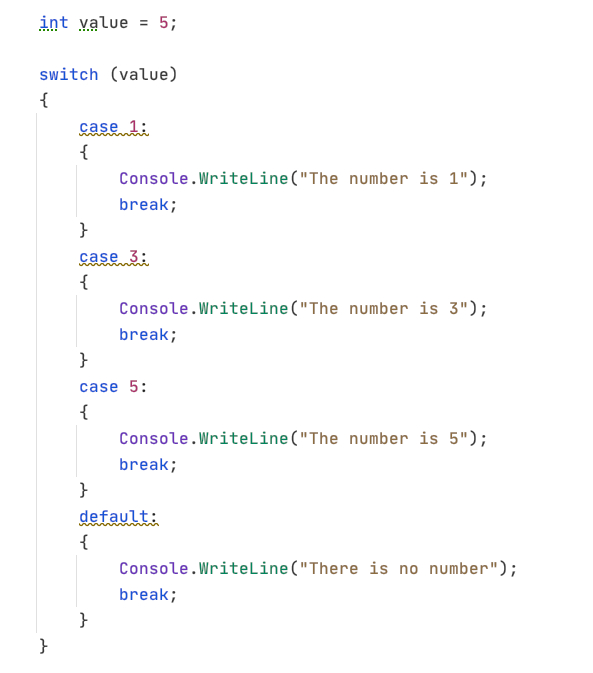 int value = 5;

switch (value)
{
    case 1:
    {
        Console.WriteLine("The number is 1");
        break;
    }
    case 3:
    {
        Console.WriteLine("The number is 3");
        break;
    }
    case 5:
    {
        Console.WriteLine("The number is 5");
        break;
    }
    default:
    {
        Console.WriteLine("There is no number");
        break;
    }
}